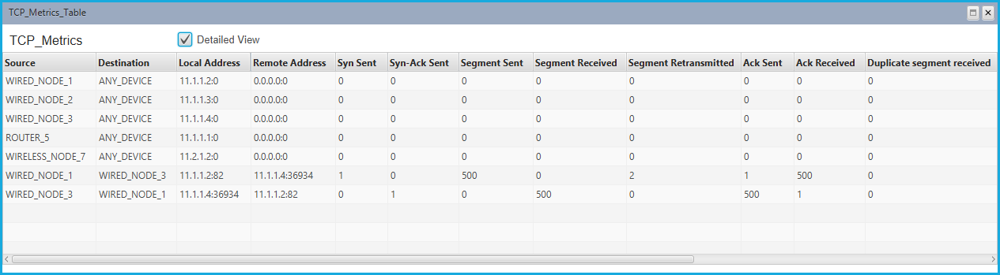 TCP_Metrics_Table
TCP_Metrics Detailed View
Source Destination Local Address Remote Address Syn Sent Syn-Ack Sent Segment Sent Segment Received Segment Retransmitted Ack Sent Ack Received Duplicate segment received
WIRED_NODE_1 ANY_DEVICE 11.1.1.2:0 0.0.0.0:0 0 0 0 0 0 0 0 0
WIRED_NODE_2 ANY_DEVICE 11.1.1.3:0 0.0.0.0:0 0 0 0 0 0 0 0 0
WIRED_NODE_3 ANY_DEVICE 11.1.1.4:0 0.0.0.0:0 0 0 0 0 0 0 0 0
ROUTER_5 ANY_DEVICE 11.1.1.1:0 0.0.0.0:0 0 0 0 0 0 0 0 0
WIRELESS_NODE_7 ANY_DEVICE 11.2.1.2:0 0.0.0.0:0 0 0 0 0 0 0 0 0
WIRED_NODE_1 WIRED_NODE_3 11.1.1.2:82 11.1.1.4:36934 1 0 500 0 2 1 500 0
WIRED_NODE_3 WIRED_NODE_1 11.1.1.4:36934 11.1.1.2:82 0 1 0 500 0 500 1 0